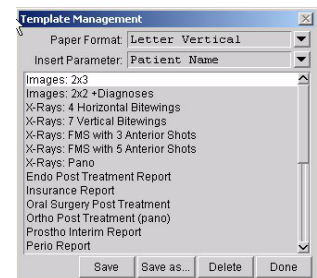 Template Management
Paper Format: Letter Vertical
Insert Parameter: Patient Name
Images: 2x3
Images: 2x2 +Diagnoses
X-Rays: 4 Horizontal Bitewings
X-Rays: 7 Vertical Bitewings
X-Rays: FMS with 3 Anterior Shots
X-Rays: FMS with 5 Anterior Shots
X-Rays: Pano
Endo Post Treatment Report
Insurance Report
Oral Surgery Post Treatment
Ortho Post Treatment (pano)
Prostho Interim Report
Perio Report
Save Save as... Delete Done